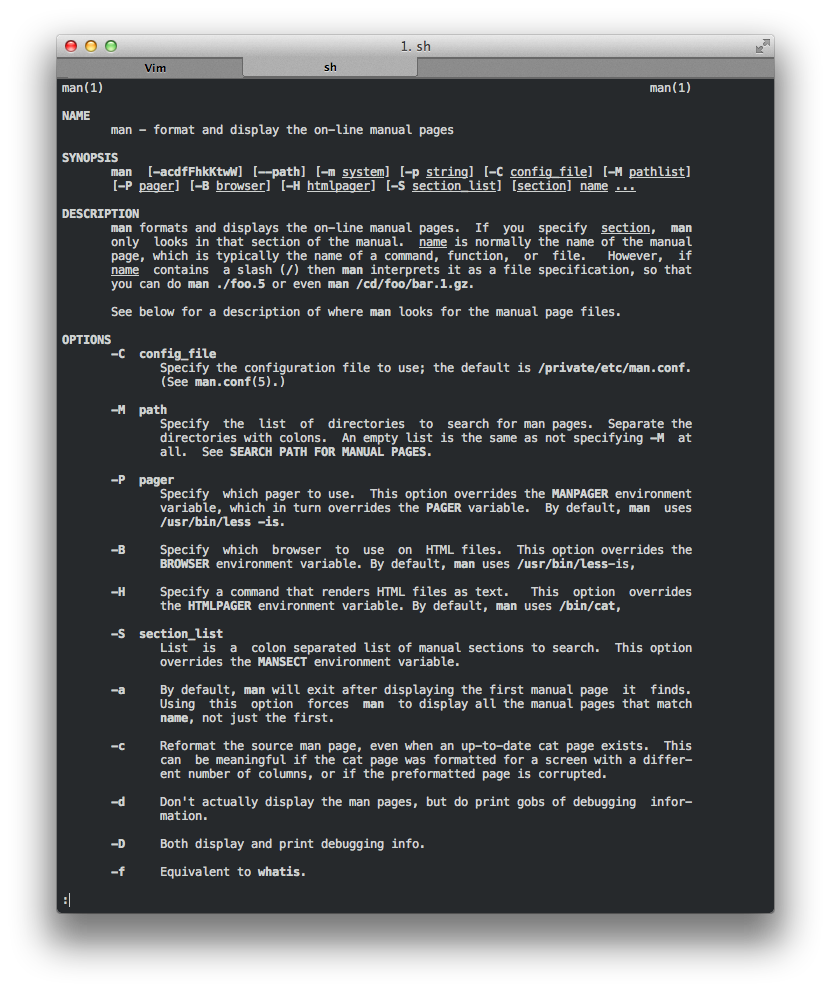 1. sh
Vim sh
man(1) man(1)
NAME
man - format and display the on-line manual pages
SYNOPSIS
man [-acdfFhkKtwW] [--path] [-m system] [-p string] [-C config_file] [-M pathlist]
[-P pager] [-B browser] [-H htmlpager] [-S section_list] [section] name ...
DESCRIPTION
man formats and displays the on-line manual pages. If you specify section, man
only looks in that section of the manual. name is normally the name of the manual
page, which is typically the name of a command, function, or file. However, if
name contains a slash (/) then man interprets it as a file specification, so that
you can do man ./foo.5 or even man /cd/foo/bar.1.gz.
See below for a description of where man looks for the manual page files.
OPTIONS
-C config_file
Specify the configuration file to use; the default is /private/etc/man.conf.
(See man.conf(5).)
-M path
Specify the list of directories to search for man pages. Separate the
directories with colons. An empty list is the same as not specifying -M at
all. See SEARCH PATH FOR MANUAL PAGES.
-P pager
Specify which pager to use. This option overrides the MANPAGER environment
variable, which in turn overrides the PAGER variable. By default, man uses
/usr/bin/less -is.
-B Specify which browser to use on HTML files. This option overrides the
BROWSER environment variable. By default, man uses /usr/bin/less-is,
-H Specify a command that renders HTML files as text. This option overrides
the HTMLPAGER environment variable. By default, man uses /bin/cat,
-S section_list
List is a colon separated list of manual sections to search. This option
overrides the MANSECT environment variable.
-a By default, man will exit after displaying the first manual page it finds.
Using this option forces man to display all the manual pages that match
name, not just the first.
-c Reformat the source man page, even when an up-to-date cat page exists. This
can be meaningful if the cat page was formatted for a screen with a differ-
ent number of columns, or if the preformatted page is corrupted.
-d Don't actually display the man pages, but do print gobs of debugging infor-
mation.
-D Both display and print debugging info.
-f Equivalent to whatis.
: